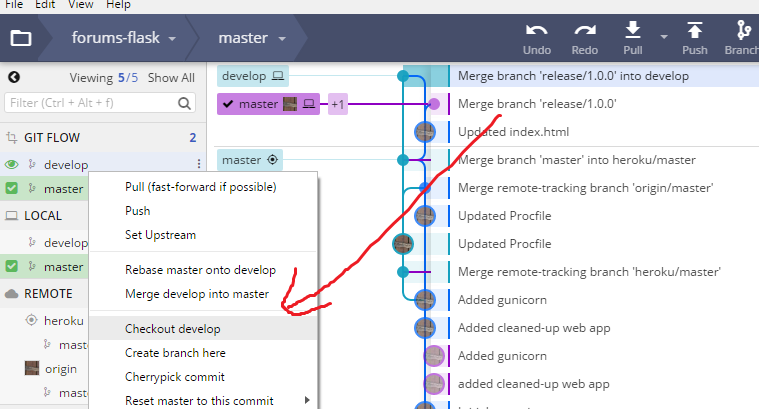 File Edit View Help
forums-flask master Undo Redo Pull Push Branch
Viewing 5/5 Show All
Filter (Ctrl + Alt + f)
GIT FLOW 2
develop
master
LOCAL
develop
master
REMOTE
heroku
mast
origin
mast
Pull (fast-forward if possible)
Push
Set Upstream
Rebase master onto develop
Merge develop into master
Checkout develop
Create branch here
Cherrypick commit
Reset master to this commit
develop Merge branch 'release/1.0.0' into develop
master +1 Merge branch 'release/1.0.0'
Updated index.html
master Merge branch 'master' into heroku/master
Merge remote-tracking branch 'origin/master'
Updated Procfile
Updated Procfile
Merge remote-tracking branch 'heroku/master'
Added gunicorn
Added cleaned-up web app
Added gunicorn
added cleaned-up web app